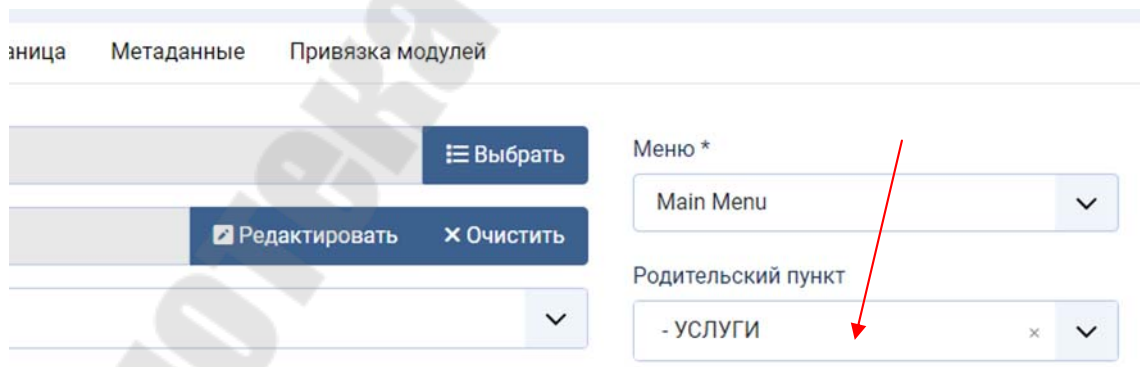 аница Метаданные Привязка модулей
Выбрать
Меню *
Main Menu
Редактировать × Очистить
Родительский пункт
- УСЛУГИ ×